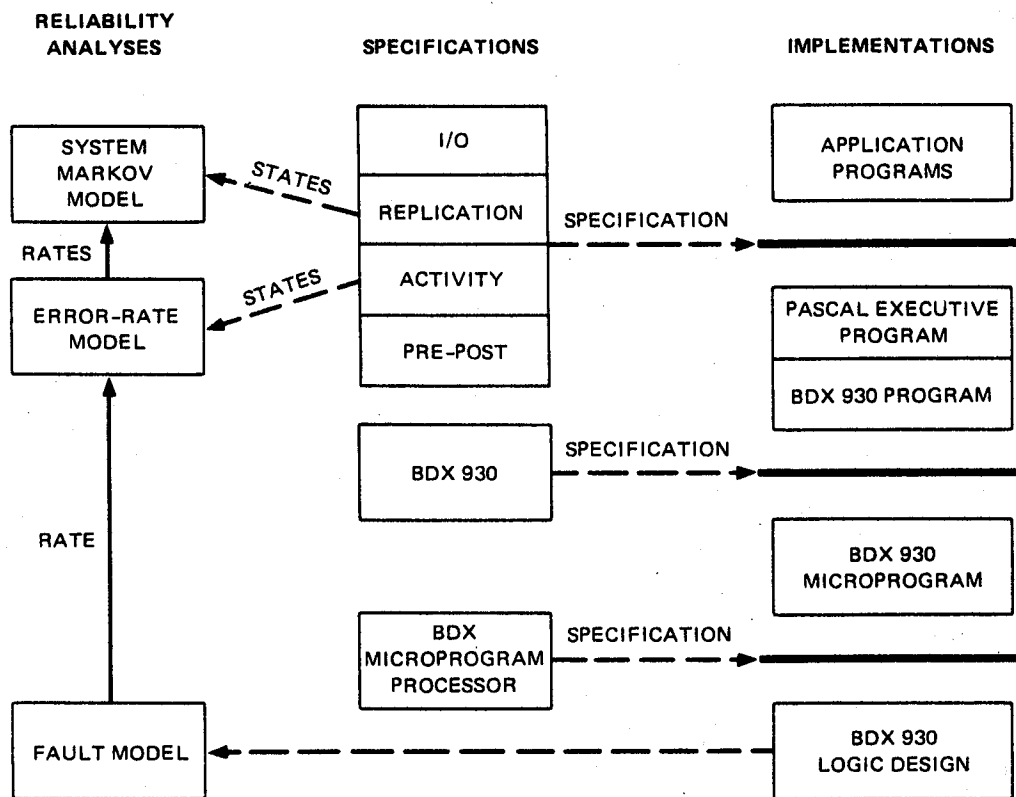 RELIABILITY
ANALYSES
SPECIFICATIONS
IMPLEMENTATIONS
SYSTEM
MARKOV
MODEL
STATES
I/O
REPLICATION
ACTIVITY
PRE-POST
SPECIFICATION
APPLICATION
PROGRAMS
RATES
STATES
ERROR-RATE
MODEL
PASCAL EXECUTIVE
PROGRAM
BDX 930 PROGRAM
BDX 930
SPECIFICATION
RATE
BDX 930
MICROPROGRAM
BDX
MICROPROGRAM
PROCESSOR
SPECIFICATION
FAULT MODEL
BDX 930
LOGIC DESIGN